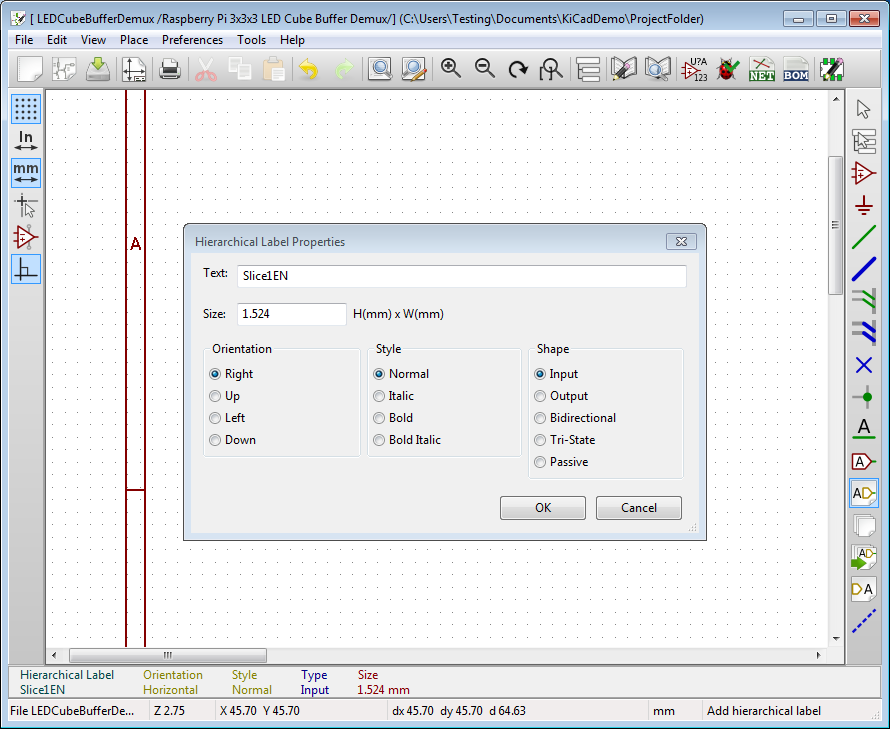 [ LEDCubeBufferDemux /Raspberry Pi 3x3x3 LED Cube Buffer Demux/] (C:\Users\Testing\Documents\KiCadDemo\ProjectFolder)
File Edit View Place Preferences Tools Help
U?A
123
NET
BOM
In
mm
A
Hierarchical Label Properties
Text: Slice1EN
Size: 1.524 H(mm) x W(mm)
Orientation Style Shape
Right Normal Input
Up Italic Output
Left Bold Bidirectional
Down Bold Italic Tri-State
Passive
OK Cancel
A
A
AD
AD
DA
Hierarchical Label Orientation Style Type Size
Slice1EN Horizontal Normal Input 1.524 mm
File LEDCubeBufferDe... Z 2.75 X 45.70 Y 45.70 dx 45.70 dy 45.70 d 64.63 mm Add hierarchical label